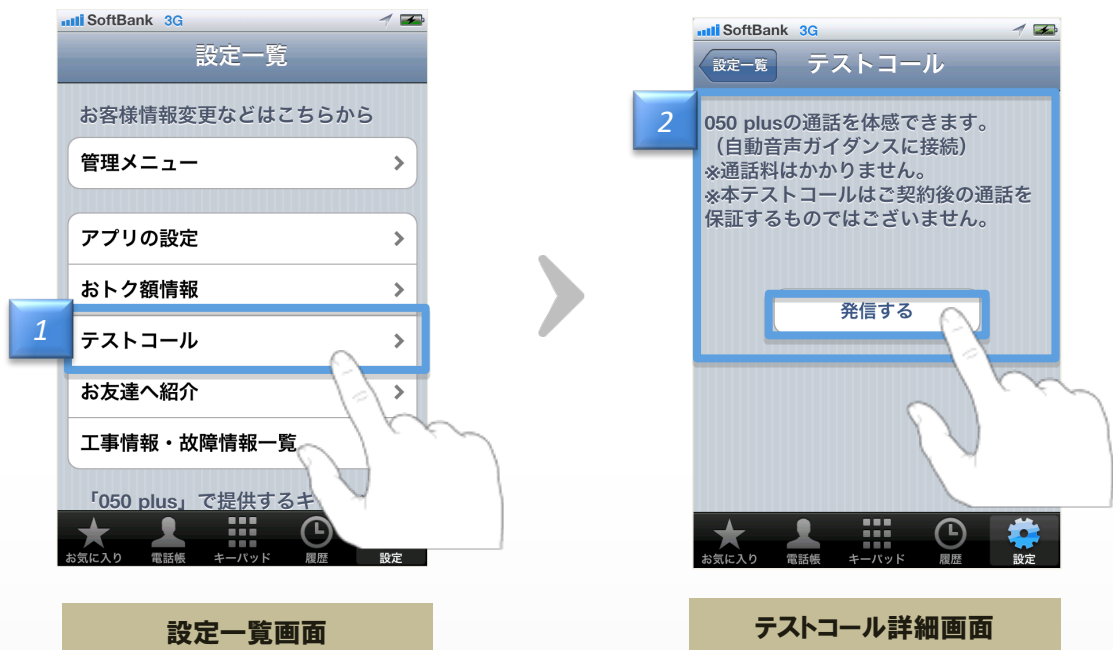 SoftBank 3G
設定一覧
お客様情報変更などはこちらから
管理メニュー
アプリの設定
おトク額情報
1
テストコール
お友達へ紹介
工事情報・故障情報一覧
「050 plus」で提供するキ
お気に入り 電話帳 キーパッド 履歴 設定
設定一覧画面
SoftBank 3G
設定一覧 テストコール
2
050 plusの通話を体感できます。
（自動音声ガイダンスに接続）
※通話料はかかりません。
※本テストコールはご契約後の通話を
保証するものではございません。
発信する
お気に入り 電話帳 キーパッド 履歴 設定
テストコール詳細画面